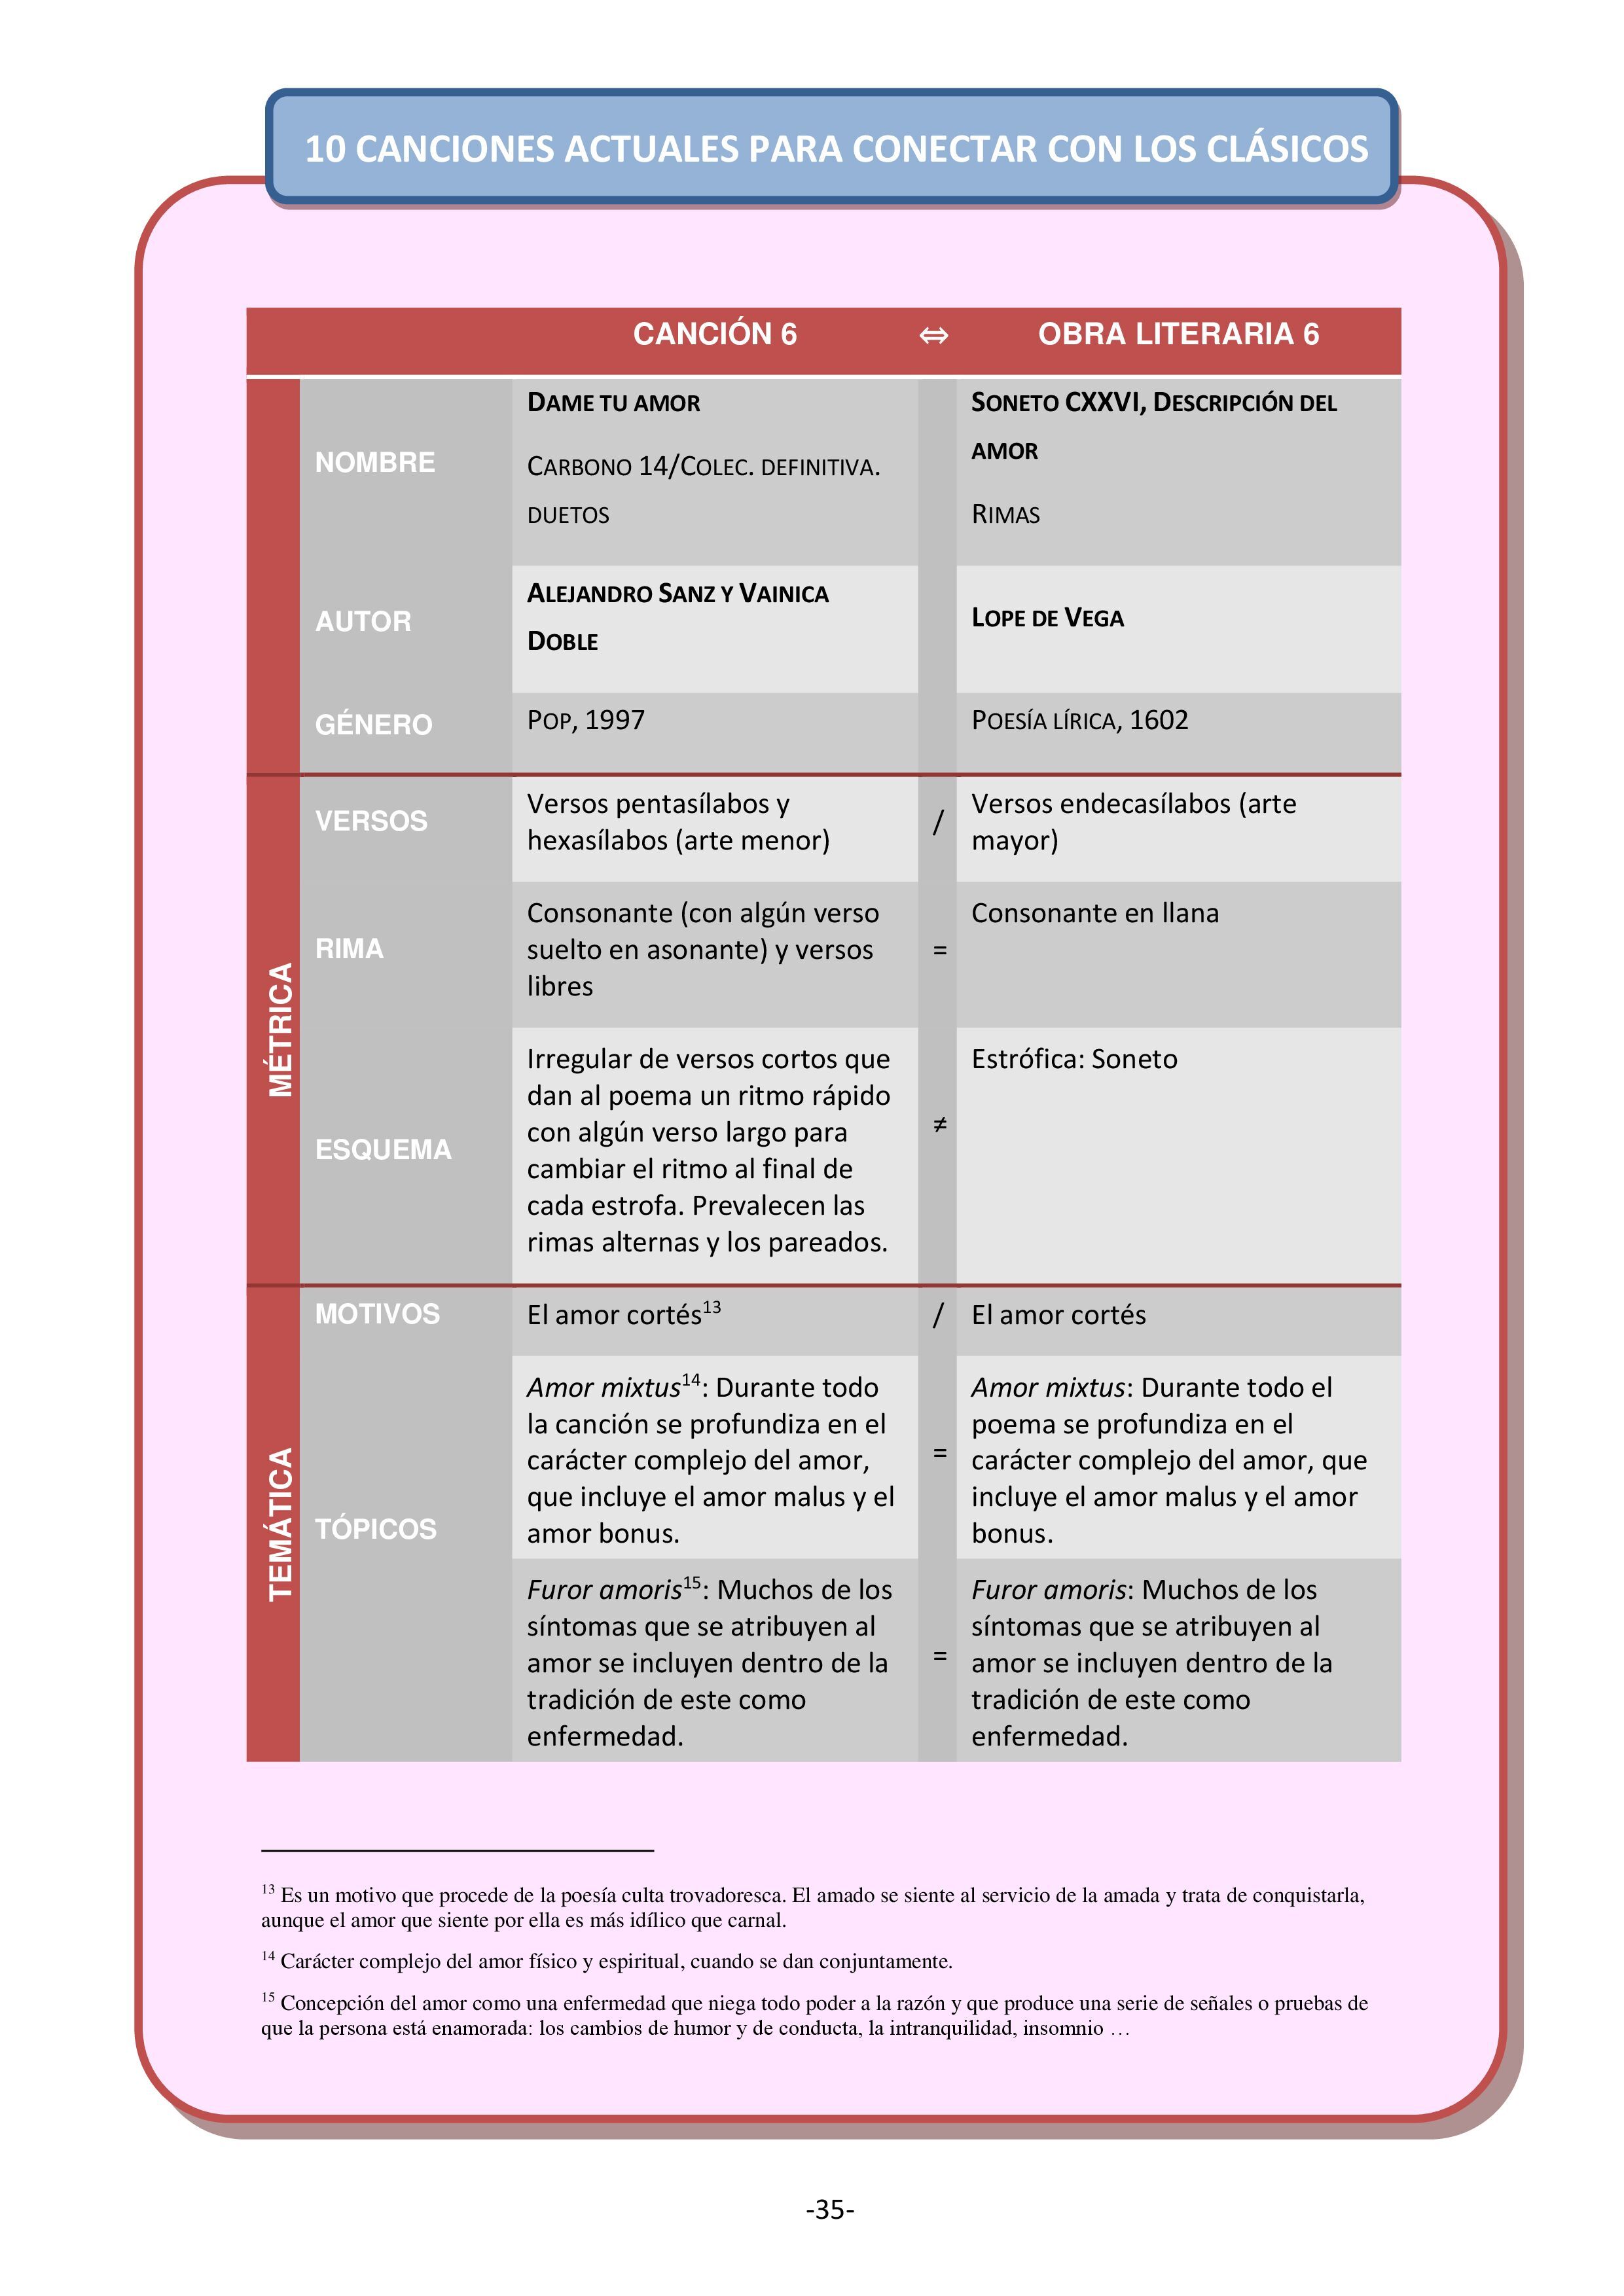 10 CANCIONES ACTUALES PARA CONECTAR CON LOS CLÁSICOS
CANCIÓN 6 ⇔ OBRA LITERARIA 6
NOMBRE
DAME TU AMOR
CARBONO 14/COLEC. DEFINITIVA.
DUETOS
SONETO CXXVI, DESCRIPCIÓN DEL
AMOR
RIMAS
AUTOR
ALEJANDRO SANZ Y VAINICA
DOBLE
LOPE DE VEGA
GÉNERO
POP, 1997
POESÍA LÍRICA, 1602
MÉTRICA
VERSOS
Versos pentasílabos y
hexasílabos (arte menor)
/
Versos endecasílabos (arte
mayor)
RIMA
Consonante (con algún verso
suelto en asonante) y versos
libres
=
Consonante en llana
ESQUEMA
Irregular de versos cortos que
dan al poema un ritmo rápido
con algún verso largo para
cambiar el ritmo al final de
cada estrofa. Prevalecen las
rimas alternas y los pareados.
≠
Estrófica: Soneto
TEMÁTICA
MOTIVOS
El amor cortés13
/
El amor cortés
TÓPICOS
Amor mixtus14: Durante todo
la canción se profundiza en el
carácter complejo del amor,
que incluye el amor malus y el
amor bonus.
=
Amor mixtus: Durante todo el
poema se profundiza en el
carácter complejo del amor, que
incluye el amor malus y el amor
bonus.
Furor amoris15: Muchos de los
síntomas que se atribuyen al
amor se incluyen dentro de la
tradición de este como
enfermedad.
=
Furor amoris: Muchos de los
síntomas que se atribuyen al
amor se incluyen dentro de la
tradición de este como
enfermedad.
13 Es un motivo que procede de la poesía culta trovadoresca. El amado se siente al servicio de la amada y trata de conquistarla,
aunque el amor que siente por ella es más idílico que carnal.
14 Carácter complejo del amor físico y espiritual, cuando se dan conjuntamente.
15 Concepción del amor como una enfermedad que niega todo poder a la razón y que produce una serie de señales o pruebas de
que la persona está enamorada: los cambios de humor y de conducta, la intranquilidad, insomnio …
-35-